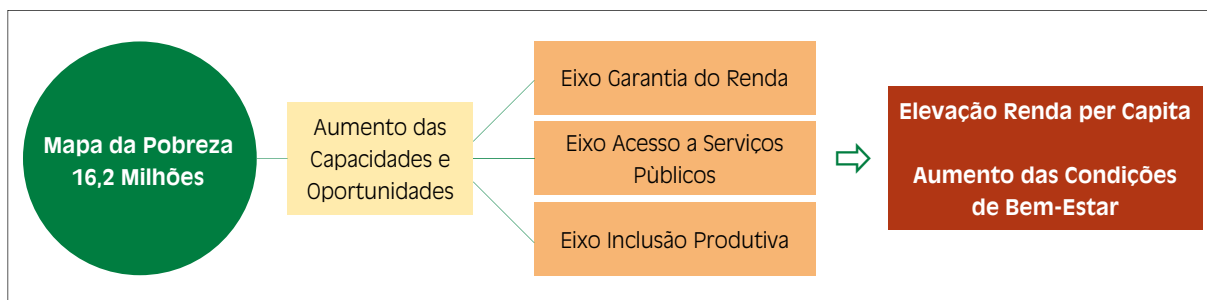 Mapa da Pobreza
16,2 Milhões
Aumento das
Capacidades e
Oportunidades
Eixo Garantia do Renda
Eixo Acesso a Serviços
Pùblicos
Eixo Inclusão Produtiva
Elevação Renda per Capita
Aumento das Condições
de Bem-Estar